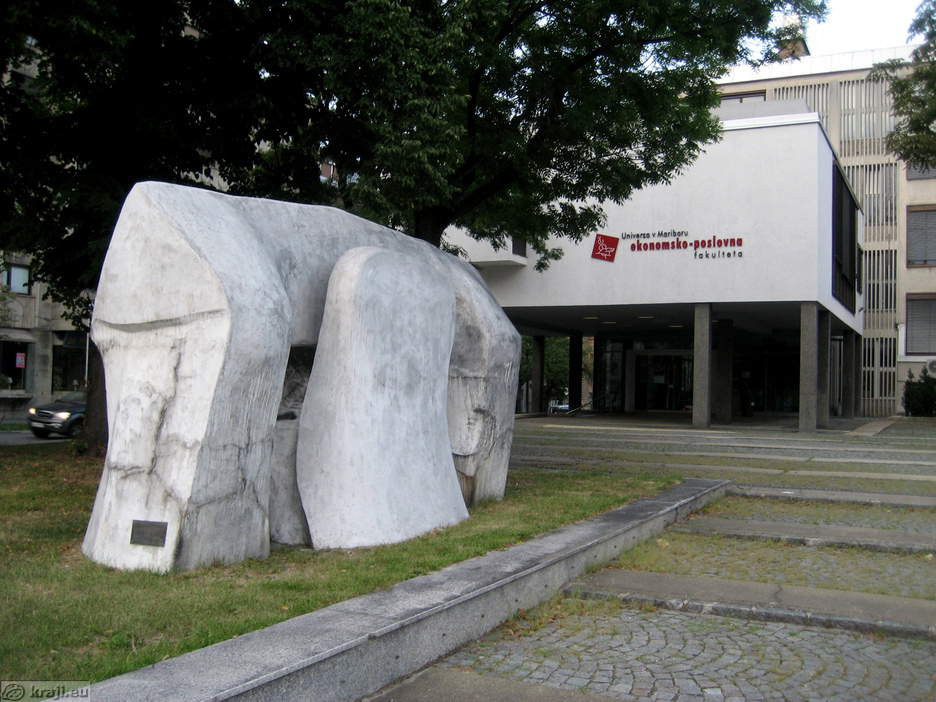 Univerza v Mariboru
ekonomsko-poslovna
fakulteta
kraji.eu